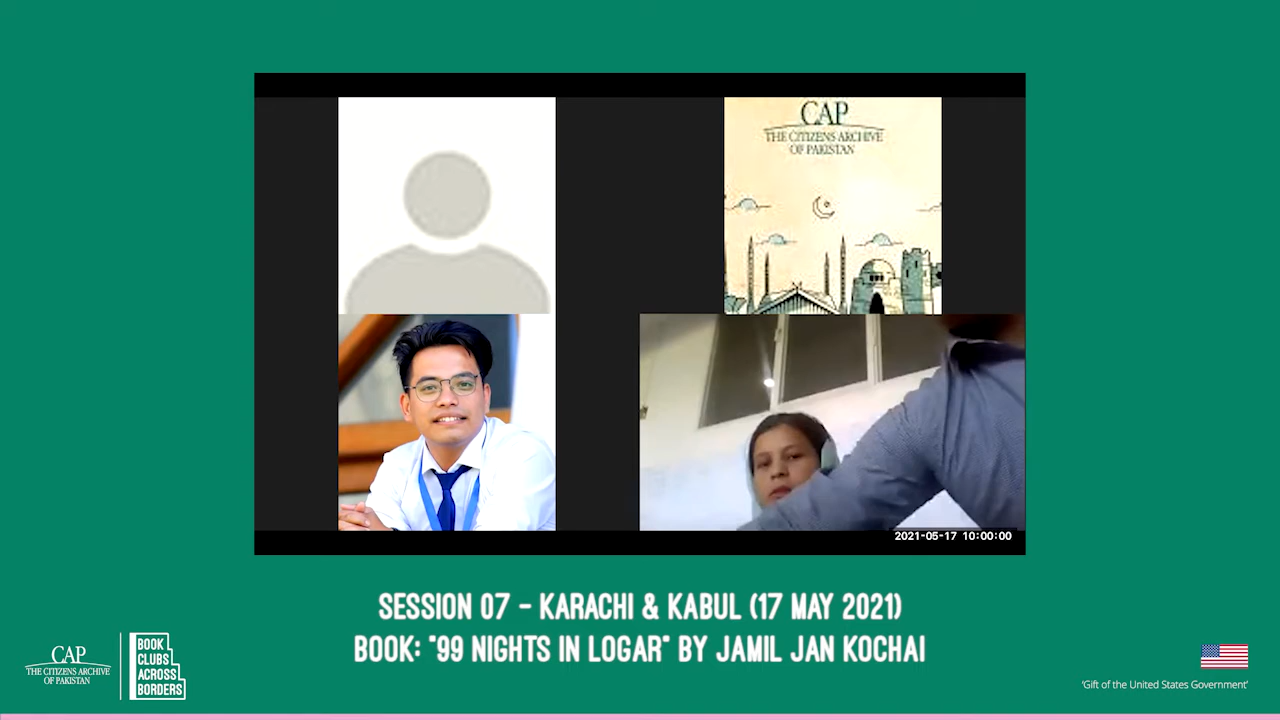 CAP
THE CITIZENS ARCHIVE
OF PAKISTAN
2021-05-17 10:00:00
SESSION 07 - KARACHI & KABUL (17 MAY 2021)
BOOK: "99 NIGHTS IN LOGAR" BY JAMIL JAN KOCHAI
CAP
THE CITIZENS ARCHIVE
OF PAKISTAN
BOOK
CLUBS
ACROSS
BORDERS
'Gift of the United States Government'